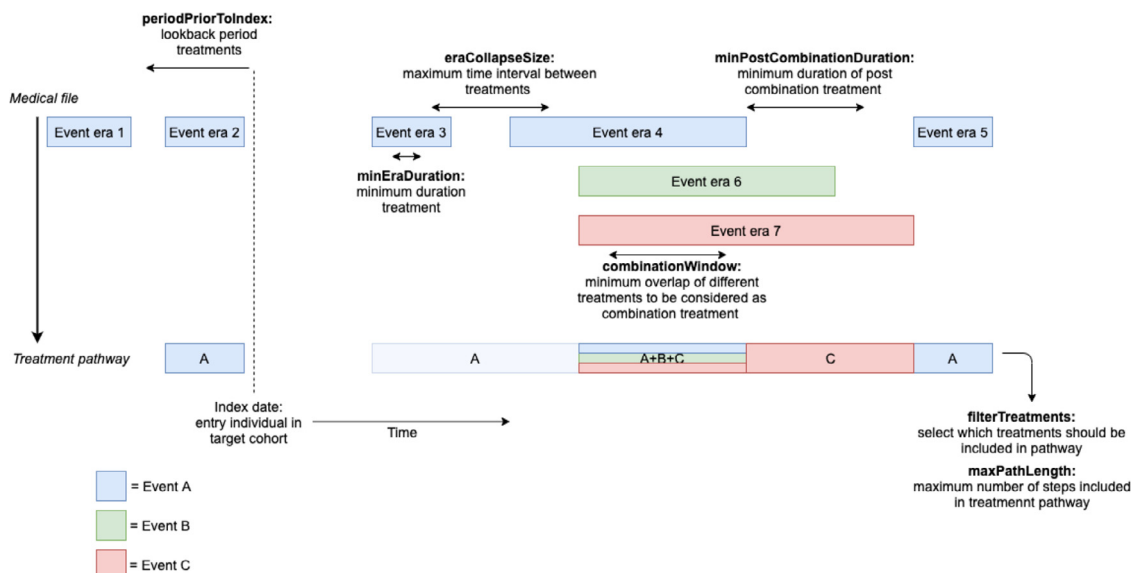 periodPriorToIndex:
lookback period
treatments
eraCollapseSize:
maximum time interval between
treatments
minPostCombinationDuration:
minimum duration of post
combination treatment
Medical file
Event era 1
Event era 2
Event era 3
Event era 4
Event era 5
minEraDuration:
minimum duration
treatment
Event era 6
Event era 7
combinationWindow:
minimum overlap of different
treatments to be considered as
combination treatment
Treatment pathway
A
A
A+B+C
C
A
Index date:
entry individual in
target cohort
Time
filterTreatments:
select which treatments should be
included in pathway
maxPathLength:
maximum number of steps included
in treatmennt pathway
= Event A
= Event B
= Event C